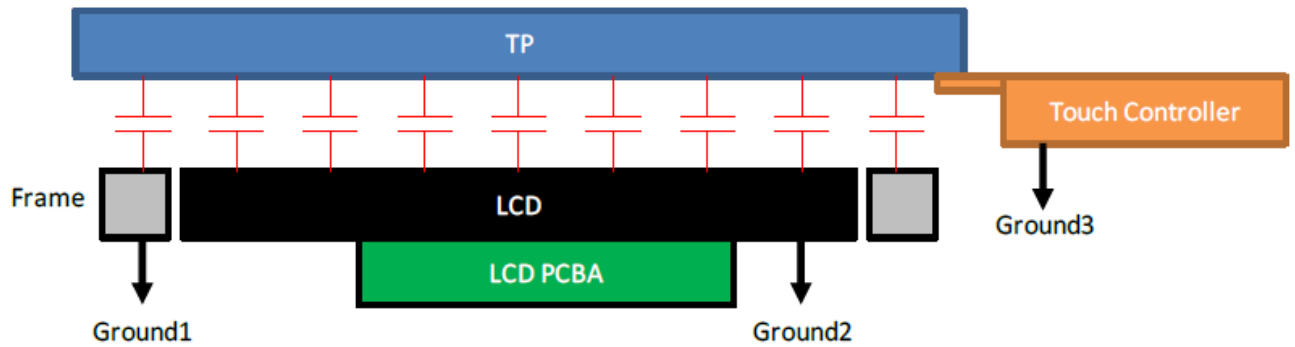 TP
Touch Controller
Frame
LCD
Ground3
LCD PCBA
Ground1
Ground2